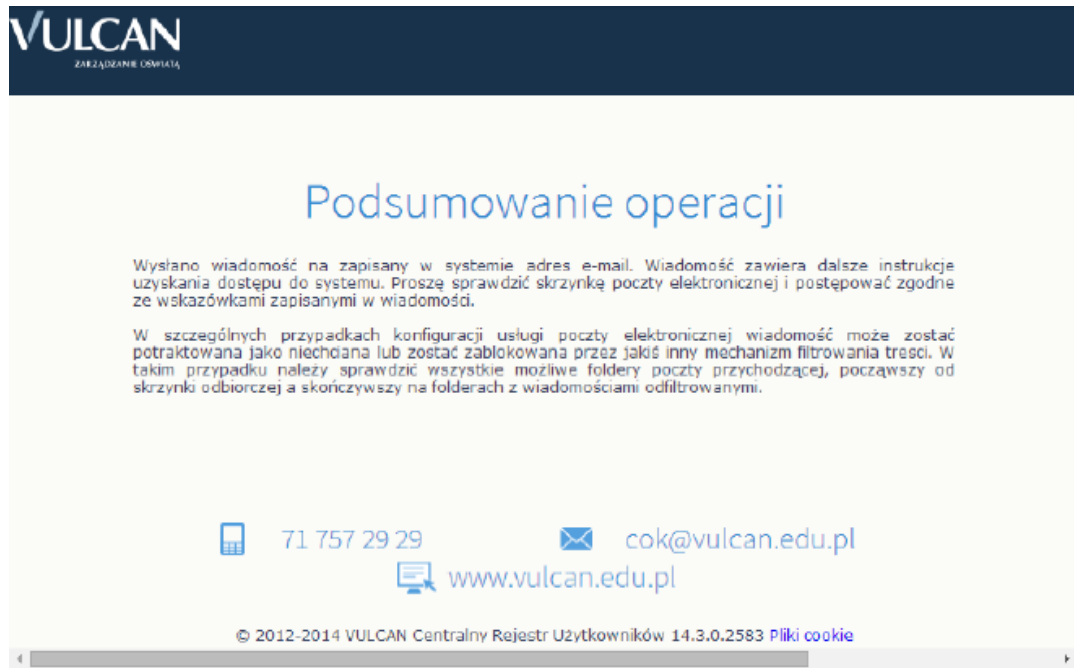 VULCAN
ZARZĄDZANIE OŚWIATĄ
Podsumowanie operacji
Wysłano wiadomość na zapisany w systemie adres e-mail. Wiadomość zawiera dalsze instrukcje
uzyskania dostępu do systemu. Proszę sprawdzić skrzynkę poczty elektronicznej i postępować zgodne
ze wskazówkami zapisanymi w wiadomości.
W szczególnych przypadkach konfiguracji usługi poczty elektronicznej wiadomość może zostać
potraktowana jako niechciana lub zostać zablokowana przez jakiś inny mechanizm filtrowania tresci. W
takim przypadku należy sprawdzić wszystkie możliwe foldery poczty przychodzącej, począwszy od
skrzynki odbiorczej a skończywszy na folderach z wiadomościami odfiltrowanymi.
71 757 29 29
cok@vulcan.edu.pl
www.vulcan.edu.pl
© 2012-2014 VULCAN Centralny Rejestr Użytkowników 14.3.0.2583 Pliki cookie